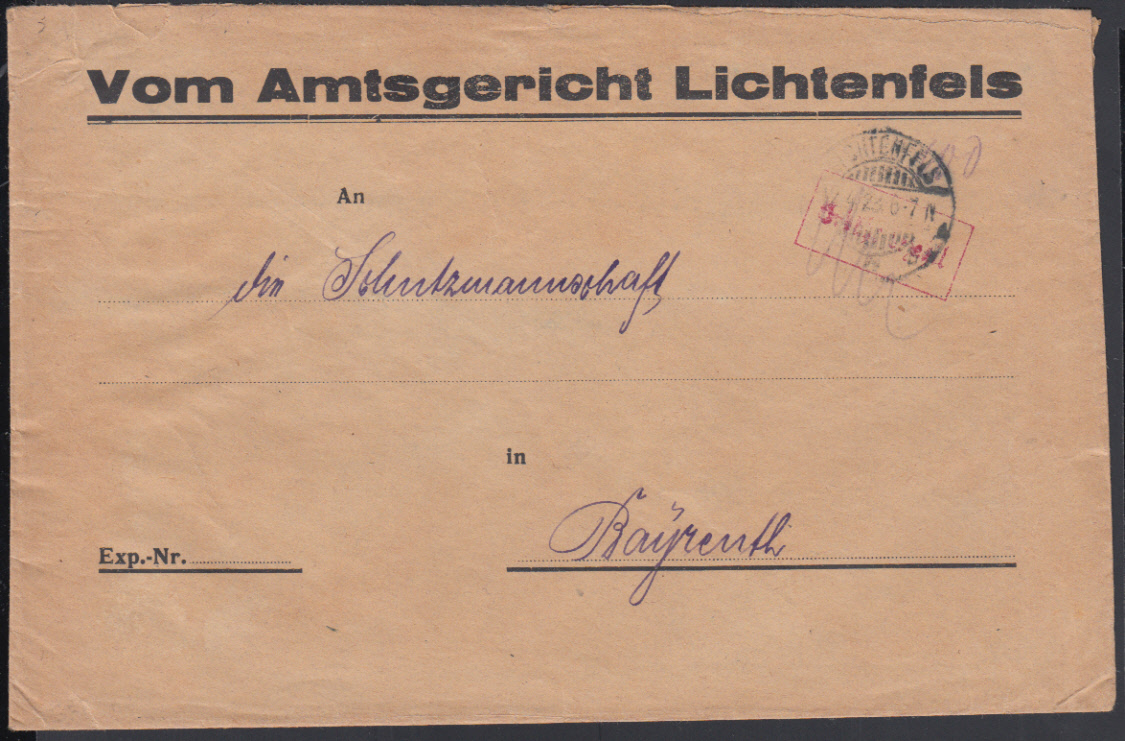 Vom Amtsgericht Lichtenfels
An
die Schutzmannschaft
in
Bayreuth
Exp.-Nr.